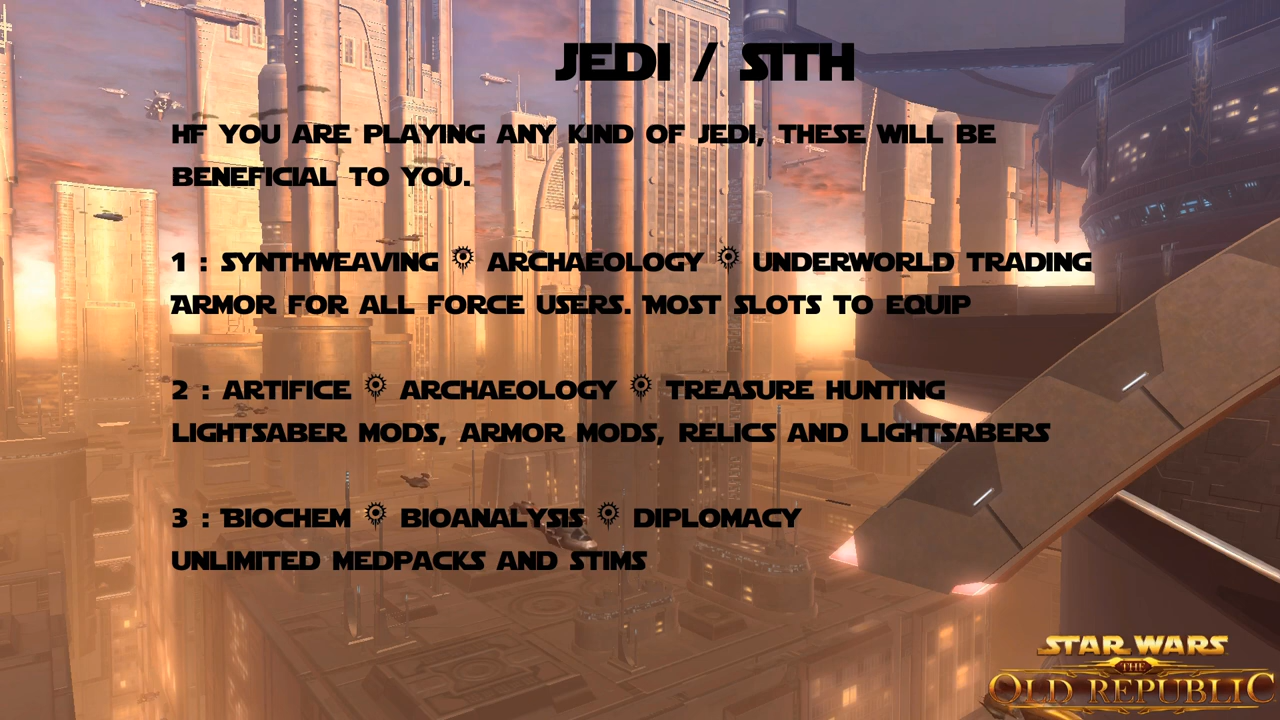 JEDI / SITH
HF YOU ARE PLAYING ANY KIND OF JEDI, THESE WILL BE
BENEFICIAL TO YOU.
1 : SYNTHWEAVING ARCHAEOLOGY UNDERWORLD TRADING
ARMOR FOR ALL FORCE USERS. MOST SLOTS TO EQUIP
2 : ARTIFICE ARCHAEOLOGY TREASURE HUNTING
LIGHTSABER MODS, ARMOR MODS, RELICS AND LIGHTSABERS
3 : BIOCHEM BIOANALYSIS DIPLOMACY
UNLIMITED MEDPACKS AND STIMS
STAR WARS
THE
OLD REPUBLIC